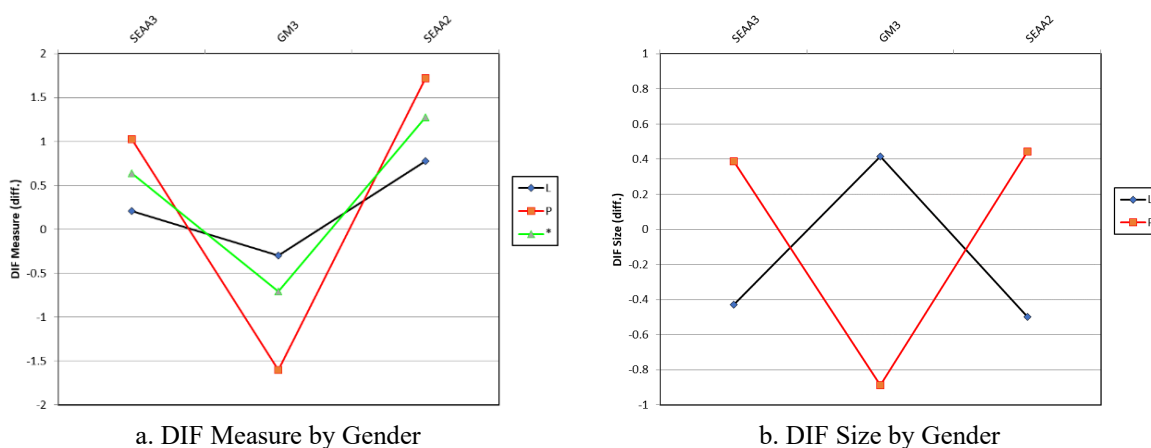 SEAA3
GM3
SEAA2
2
1.5
1
0.5
0
-0.5
-1
-1.5
-2
DIF Measure (diff.)
L
P
*
a. DIF Measure by Gender
SEAA3
GM3
SEAA2
1
0.8
0.6
0.4
0.2
0
-0.2
-0.4
-0.6
-0.8
-1
DIF Size (diff.)
L
P
b. DIF Size by Gender